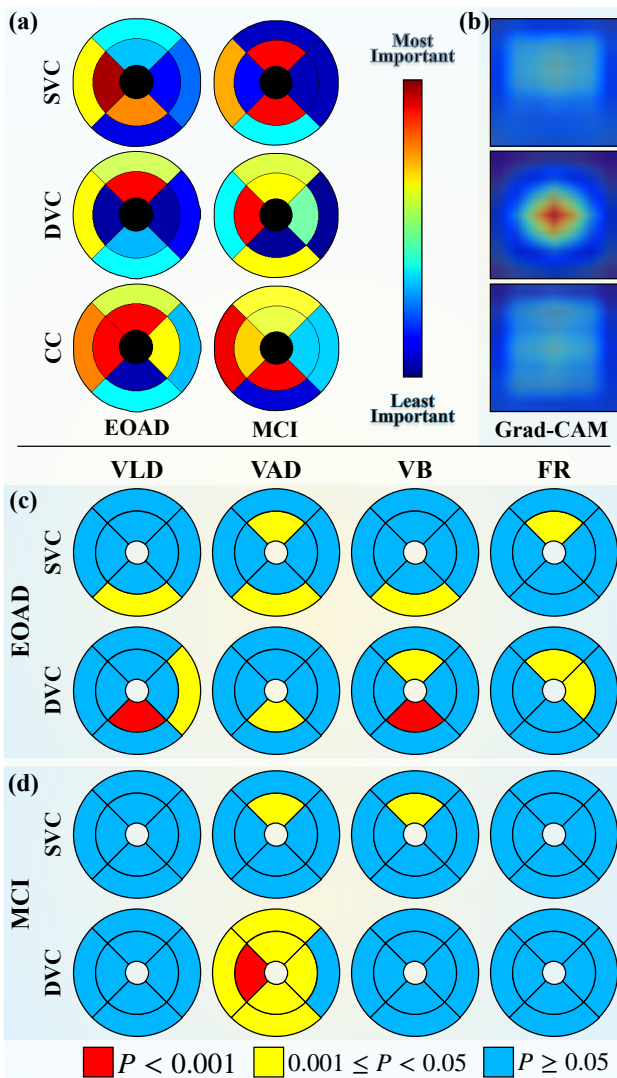 (a)
(b)
Most
Important
SVC
DVC
CC
Least
Important
EOAD
MCI
Grad-CAM
VLD
VAD
VB
FR
(c)
EOAD
SVC
DVC
(d)
MCI
SVC
DVC
P < 0.001
0.001 ≤ P < 0.05
P ≥ 0.05